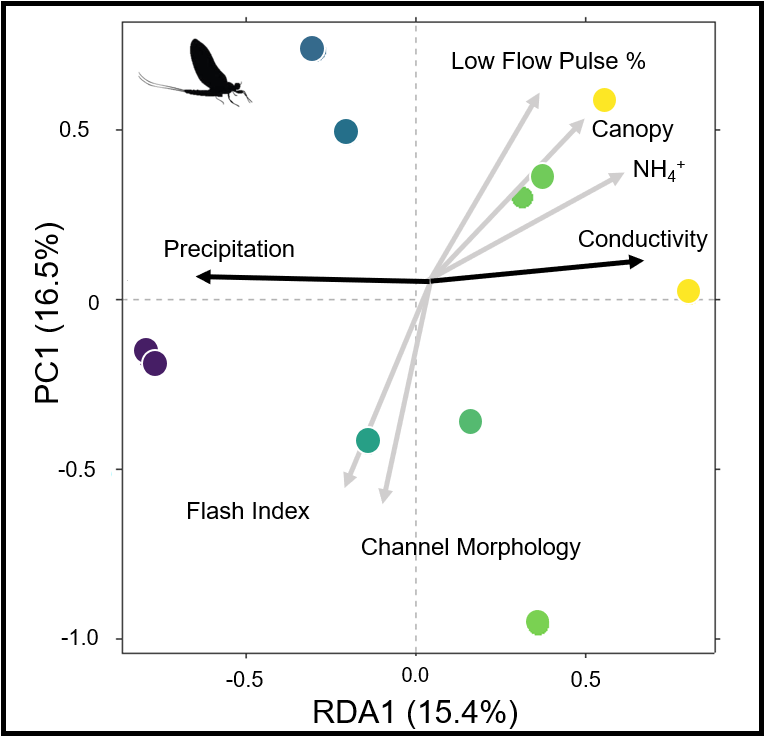 Low Flow Pulse %
0.5
Canopy
NH₄⁺
Precipitation
Conductivity
PC1 (16.5%)
0
-0.5
Flash Index
Channel Morphology
-1.0
-0.5
0.0
0.5
RDA1 (15.4%)